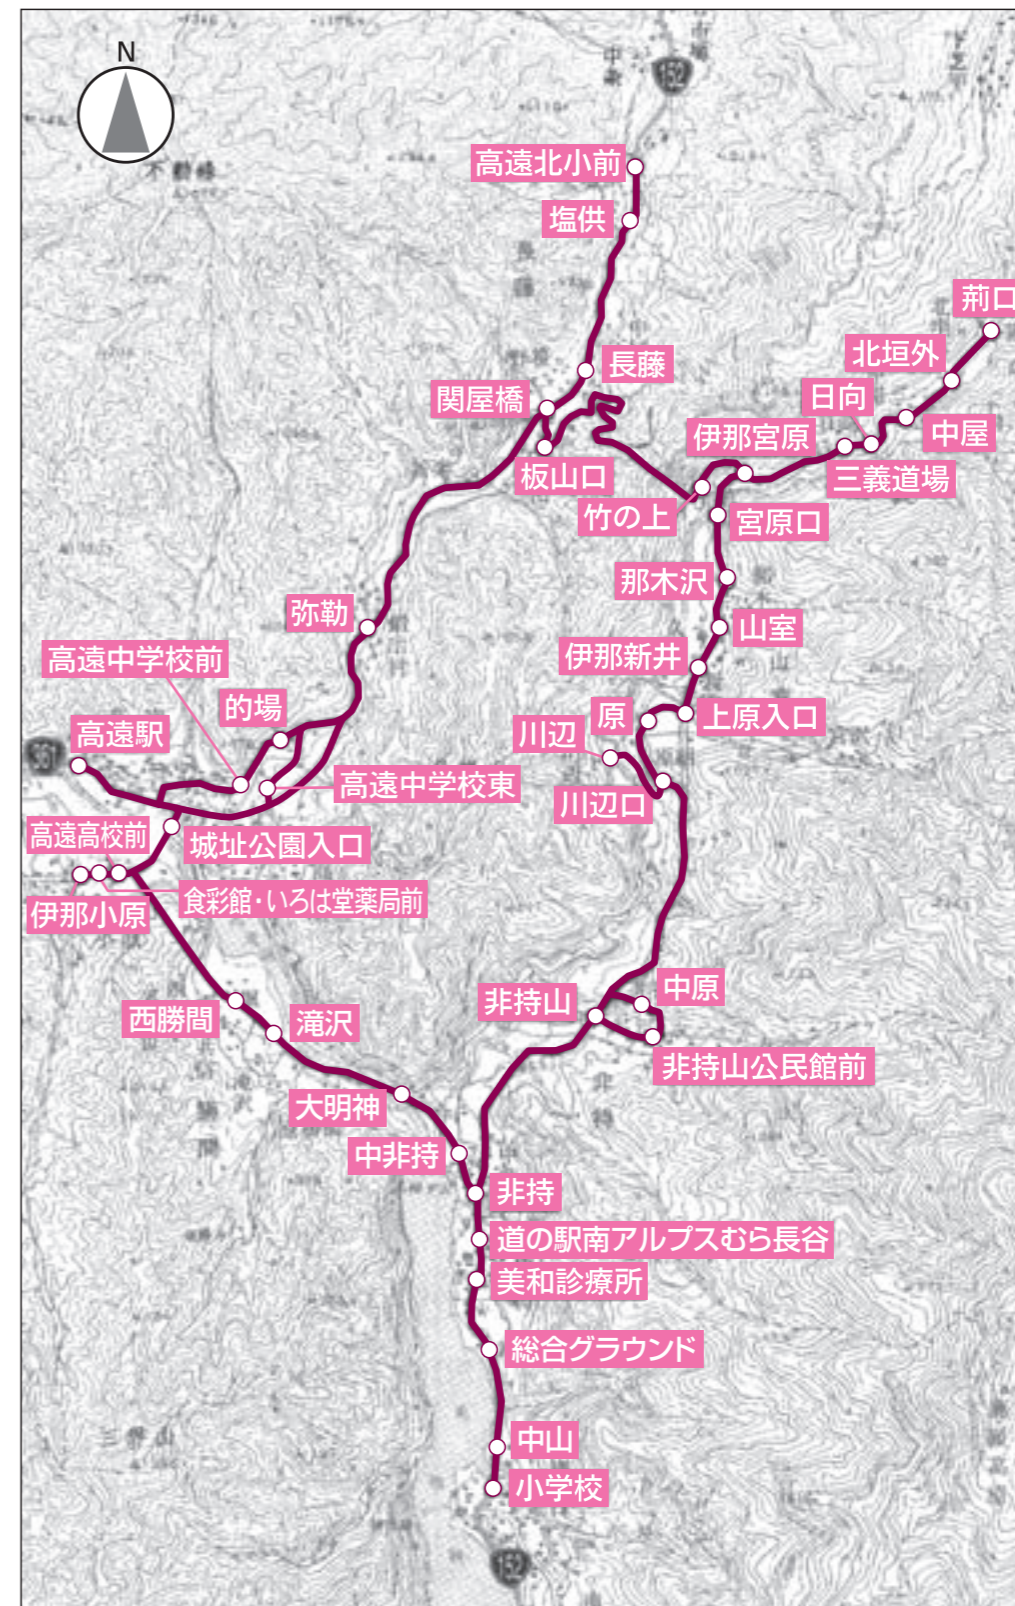 N
152
高遠北小前
塩供
荊口
北垣外
長藤
日向
関屋橋
伊那宮原
中屋
板山口
三義道場
竹の上
宮原口
那木沢
弥勒
山室
高遠中学校前
伊那新井
的場
原
上原入口
高遠駅
川辺
361
高遠中学校東
川辺口
高遠高校前
城址公園入口
食彩館・いろは堂薬局前
伊那小原
中原
非持山
西勝間
滝沢
非持山公民館前
大明神
中非持
非持
道の駅南アルプスむら長谷
美和診療所
総合グラウンド
中山
小学校
152